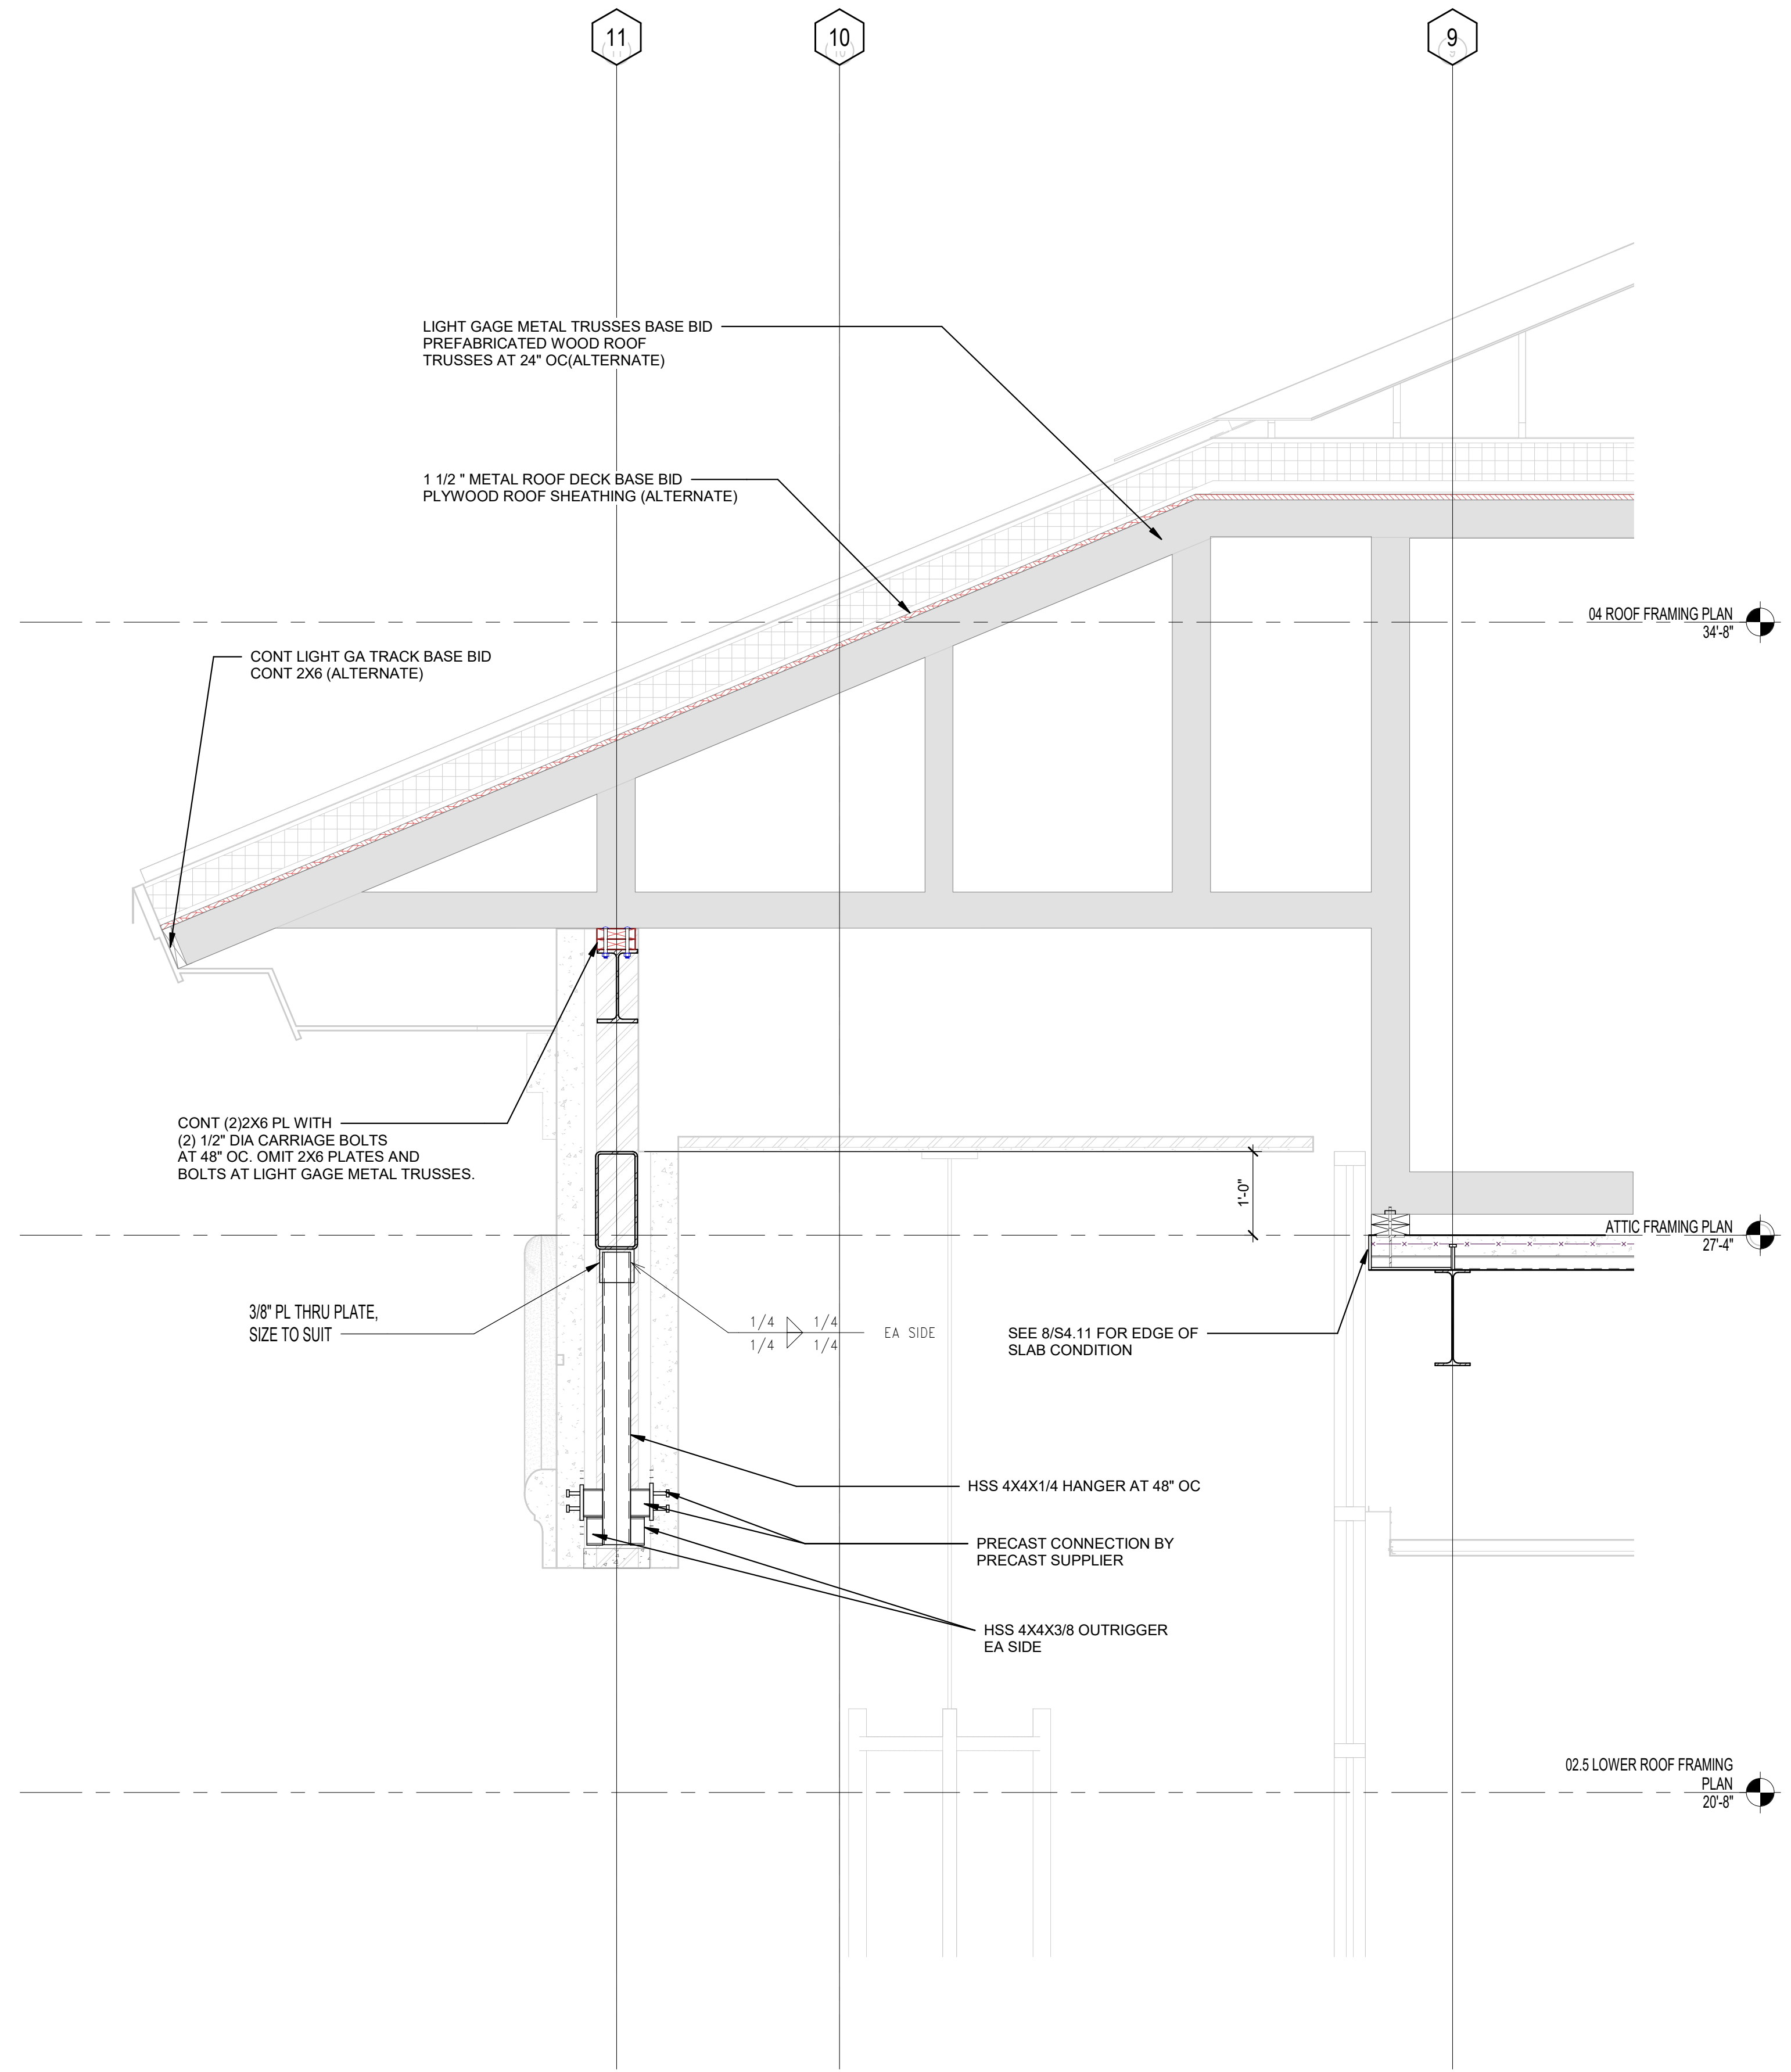 11
10
9
LIGHT GAGE METAL TRUSSES BASE BID
PREFABRICATED WOOD ROOF
TRUSSES AT 24" OC(ALTERNATE)
1 1/2 " METAL ROOF DECK BASE BID
PLYWOOD ROOF SHEATHING (ALTERNATE)
04 ROOF FRAMING PLAN
34'-8"
CONT LIGHT GA TRACK BASE BID
CONT 2X6 (ALTERNATE)
CONT (2)2X6 PL WITH
(2) 1/2" DIA CARRIAGE BOLTS
AT 48" OC. OMIT 2X6 PLATES AND
BOLTS AT LIGHT GAGE METAL TRUSSES.
1'-0"
ATTIC FRAMING PLAN
27'-4"
3/8" PL THRU PLATE,
SIZE TO SUIT
1/4 1/4
1/4 1/4
EA SIDE
SEE 8/S4.11 FOR EDGE OF
SLAB CONDITION
HSS 4X4X1/4 HANGER AT 48" OC
PRECAST CONNECTION BY
PRECAST SUPPLIER
HSS 4X4X3/8 OUTRIGGER
EA SIDE
02.5 LOWER ROOF FRAMING
PLAN
20'-8"